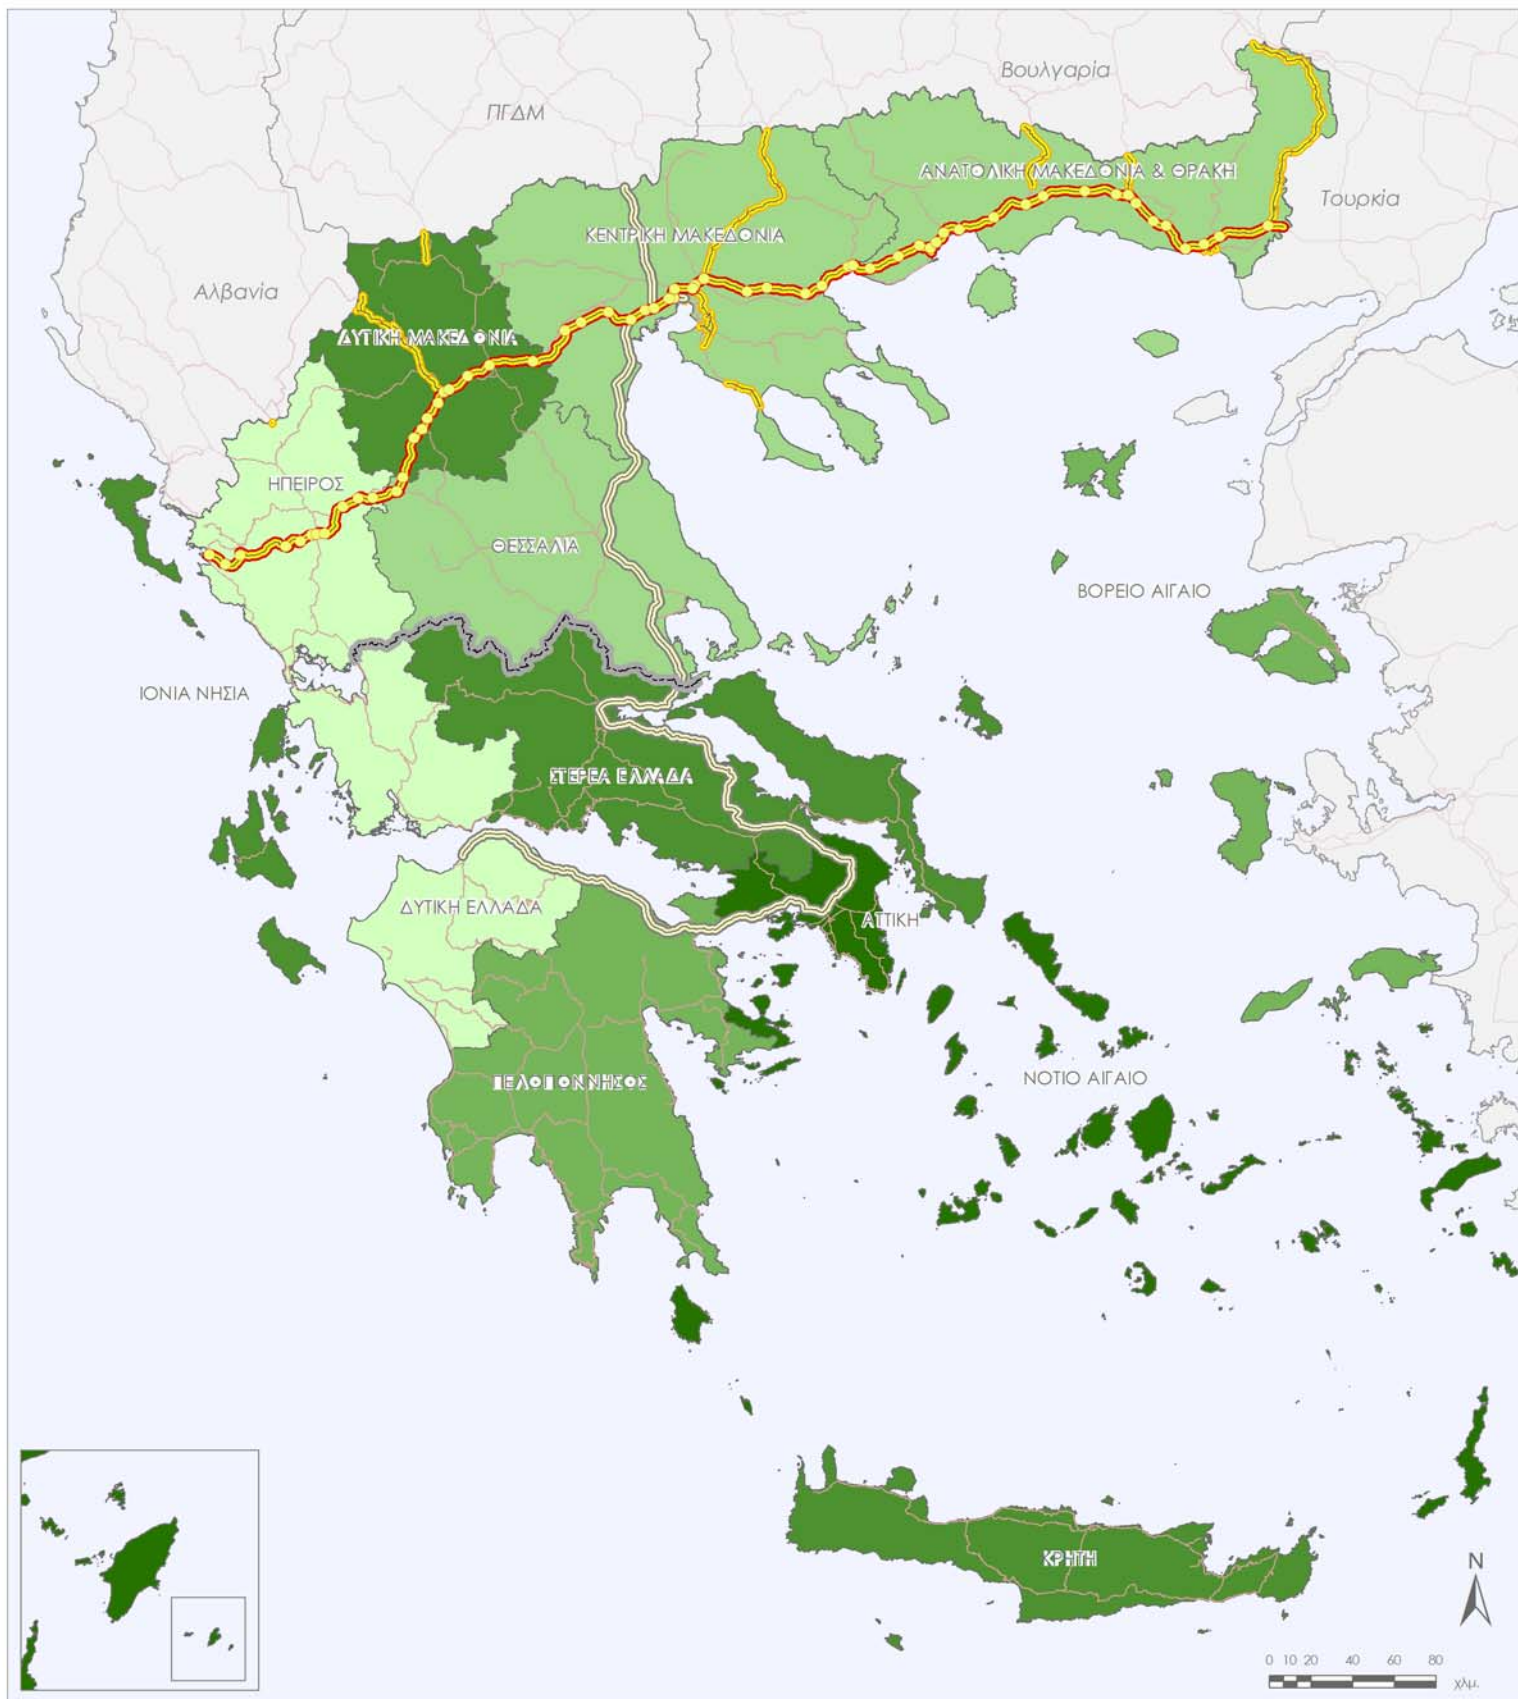 Βουλγαρία
ΠΓΔΜ
ΑΝΑΤΟΛΙΚΗ ΜΑΚΕΔΟΝΙΑ & ΘΡΑΚΗ
Τουρκία
ΚΕΝΤΡΙΚΗ ΜΑΚΕΔΟΝΙΑ
Αλβανία
ΔΥΤΙΚΗ ΜΑΚΕΔΟΝΙΑ
ΗΠΕΙΡΟΣ
ΘΕΣΣΑΛΙΑ
ΒΟΡΕΙΟ ΑΙΓΑΙΟ
ΙΟΝΙΑ ΝΗΣΙΑ
ΣΤΕΡΕΑ ΕΛΛΑΔΑ
ΔΥΤΙΚΗ ΕΛΛΑΔΑ
ΑΤΤΙΚΗ
ΝΟΤΙΟ ΑΙΓΑΙΟ
ΠΕΛΟΠΟΝΝΗΣΟΣ
ΚΡΗΤΗ
N
0 10 20 40 60 80
χλμ.